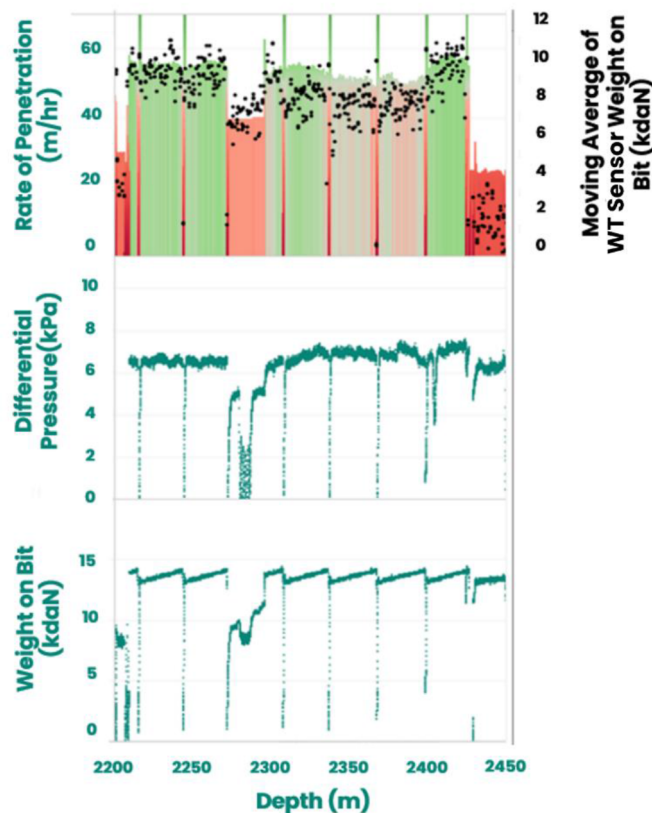 Rate of Penetration
(m/hr)
60
40
20
0
12
10
8
6
4
2
0
Moving Average of
WT Sensor Weight on
Bit (kdaN)
Differential
Pressure(kPa)
10
8
6
4
2
0
Weight on Bit
(kdaN)
15
10
5
0
2200
2250
2300
2350
2400
2450
Depth (m)